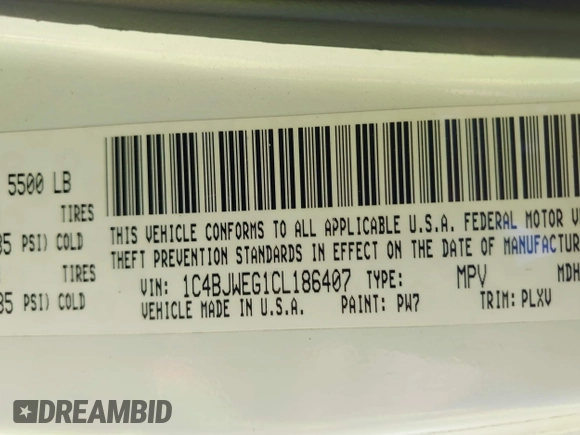 5500 LB
TIRES
35 PSI) COLD
TIRES
35 PSI) COLD
THIS VEHICLE CONFORMS TO ALL APPLICABLE U.S.A. FEDERAL MOTOR V
THEFT PREVENTION STANDARDS IN EFFECT ON THE DATE OF MANUFACTUR
VIN: 1C4BJWEG1CL186407 TYPE: MPV MDH
VEHICLE MADE IN U.S.A. PAINT: PW7 TRIM: PLXV
DREAMBID